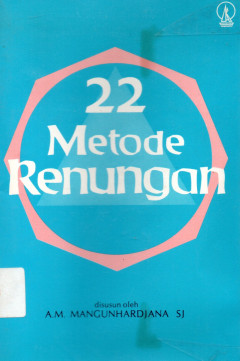 22
Metode
Renungan
disusun oleh
A.M. MANGUNHARDJANA SJ